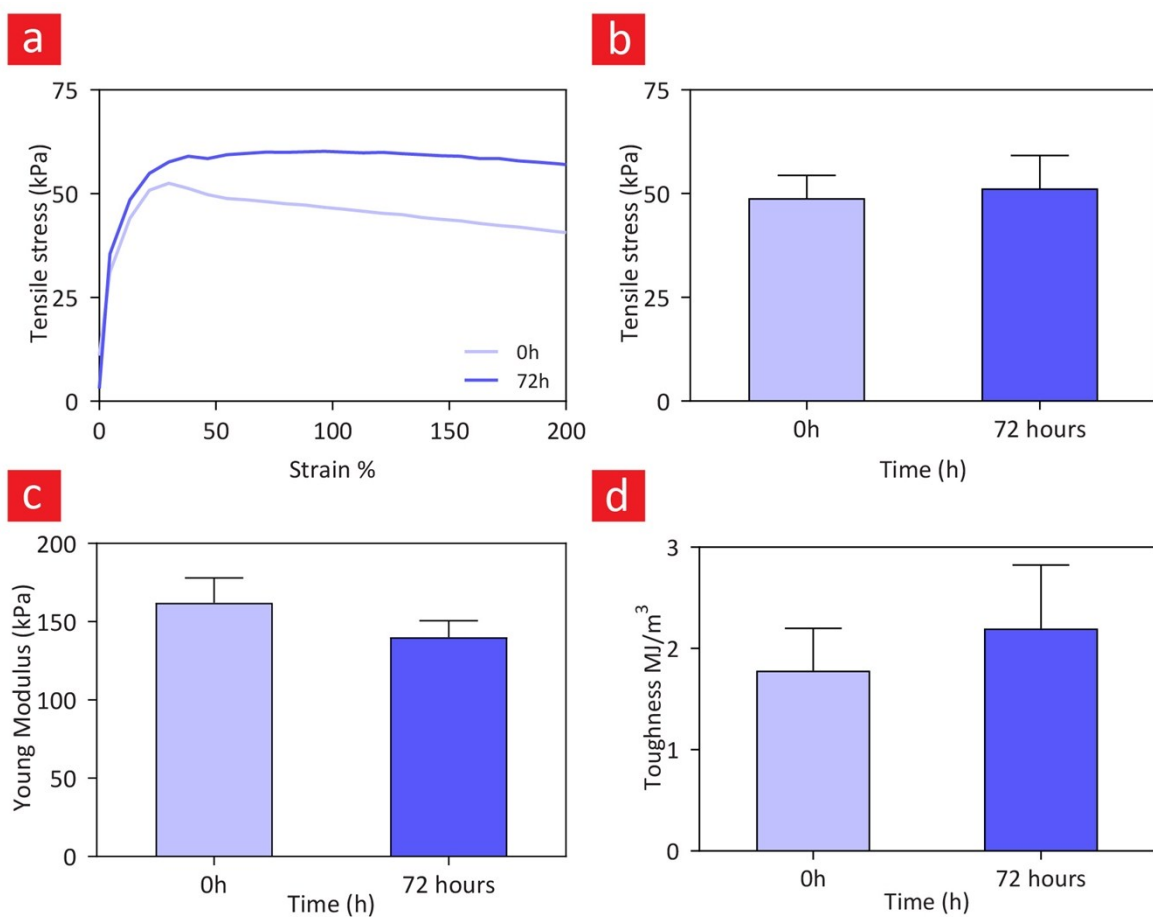 a
Tensile stress (kPa)
75
50
25
0
0h
72h
0 50 100 150 200
Strain %
b
Tensile stress (kPa)
75
50
25
0
0h 72 hours
Time (h)
c
Young Modulus (kPa)
200
150
100
50
0
0h 72 hours
Time (h)
d
Toughness MJ/m³
3
2
1
0
0h 72 hours
Time (h)